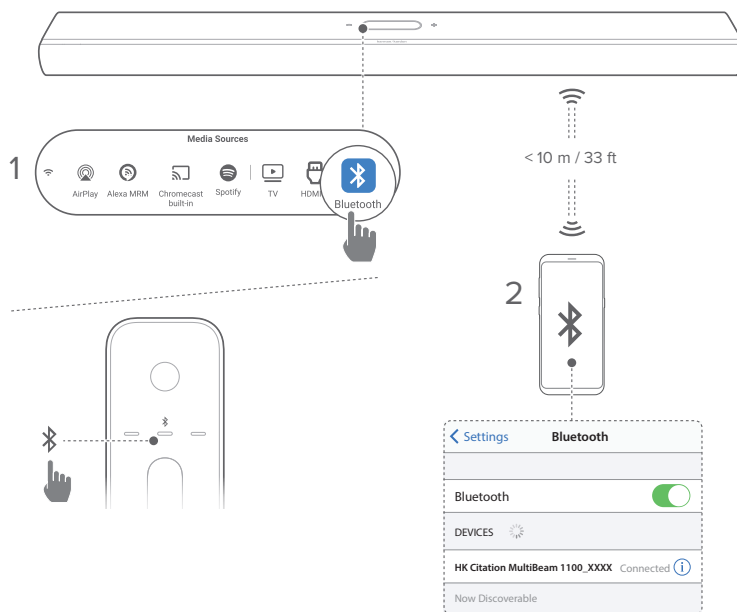 1
Media Sources
AirPlay
Alexa MRM
Chromecast
built-in
Spotify
TV
HDMI
Bluetooth
< 10 m / 33 ft
2
Settings
Bluetooth
Bluetooth
DEVICES
HK Citation MultiBeam 1100_XXXX Connected
Now Discoverable